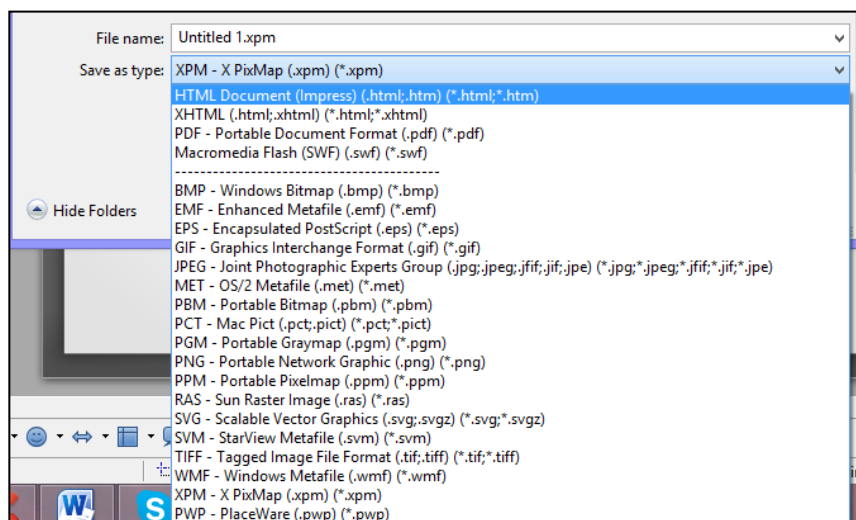 File name: Untitled 1.xpm
Save as type: XPM - X PixMap (.xpm) (*.xpm)
HTML Document (Impress) (.html;.htm) (*.html;*.htm)
XHTML (.html;.xhtml) (*.html;*.xhtml)
PDF - Portable Document Format (.pdf) (*.pdf)
Macromedia Flash (SWF) (.swf) (*.swf)
------------------------------------------
BMP - Windows Bitmap (.bmp) (*.bmp)
Hide Folders
EMF - Enhanced Metafile (.emf) (*.emf)
EPS - Encapsulated PostScript (.eps) (*.eps)
GIF - Graphics Interchange Format (.gif) (*.gif)
JPEG - Joint Photographic Experts Group (.jpg;.jpeg;.jfif;.jif;.jpe) (*.jpg;*.jpeg;*.jfif;*.jif;*.jpe)
MET - OS/2 Metafile (.met) (*.met)
PBM - Portable Bitmap (.pbm) (*.pbm)
PCT - Mac Pict (.pct;.pict) (*.pct;*.pict)
PGM - Portable Graymap (.pgm) (*.pgm)
PNG - Portable Network Graphic (.png) (*.png)
PPM - Portable Pixelmap (.ppm) (*.ppm)
RAS - Sun Raster Image (.ras) (*.ras)
SVG - Scalable Vector Graphics (.svg;.svgz) (*.svg;*.svgz)
SVM - StarView Metafile (.svm) (*.svm)
TIFF - Tagged Image File Format (.tif;.tiff) (*.tif;*.tiff)
WMF - Windows Metafile (.wmf) (*.wmf)
XPM - X PixMap (.xpm) (*.xpm)
PWP - PlaceWare (.pwp) (*.pwp)
W
S